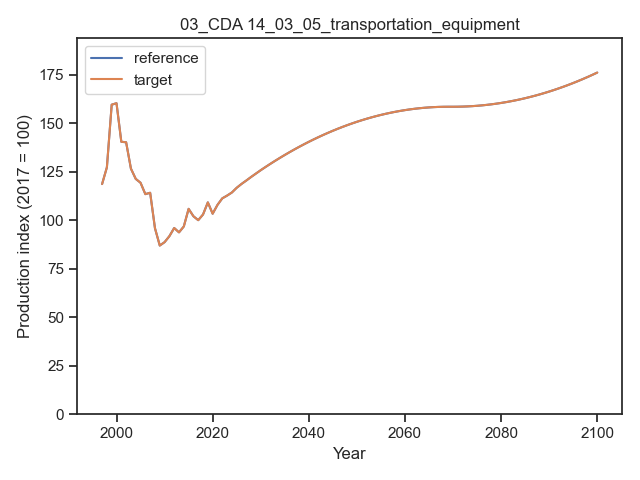 03_CDA 14_03_05_transportation_equipment
reference
target
Production index (2017 = 100)
175
150
125
100
75
50
25
0
2000
2020
2040
2060
2080
2100
Year